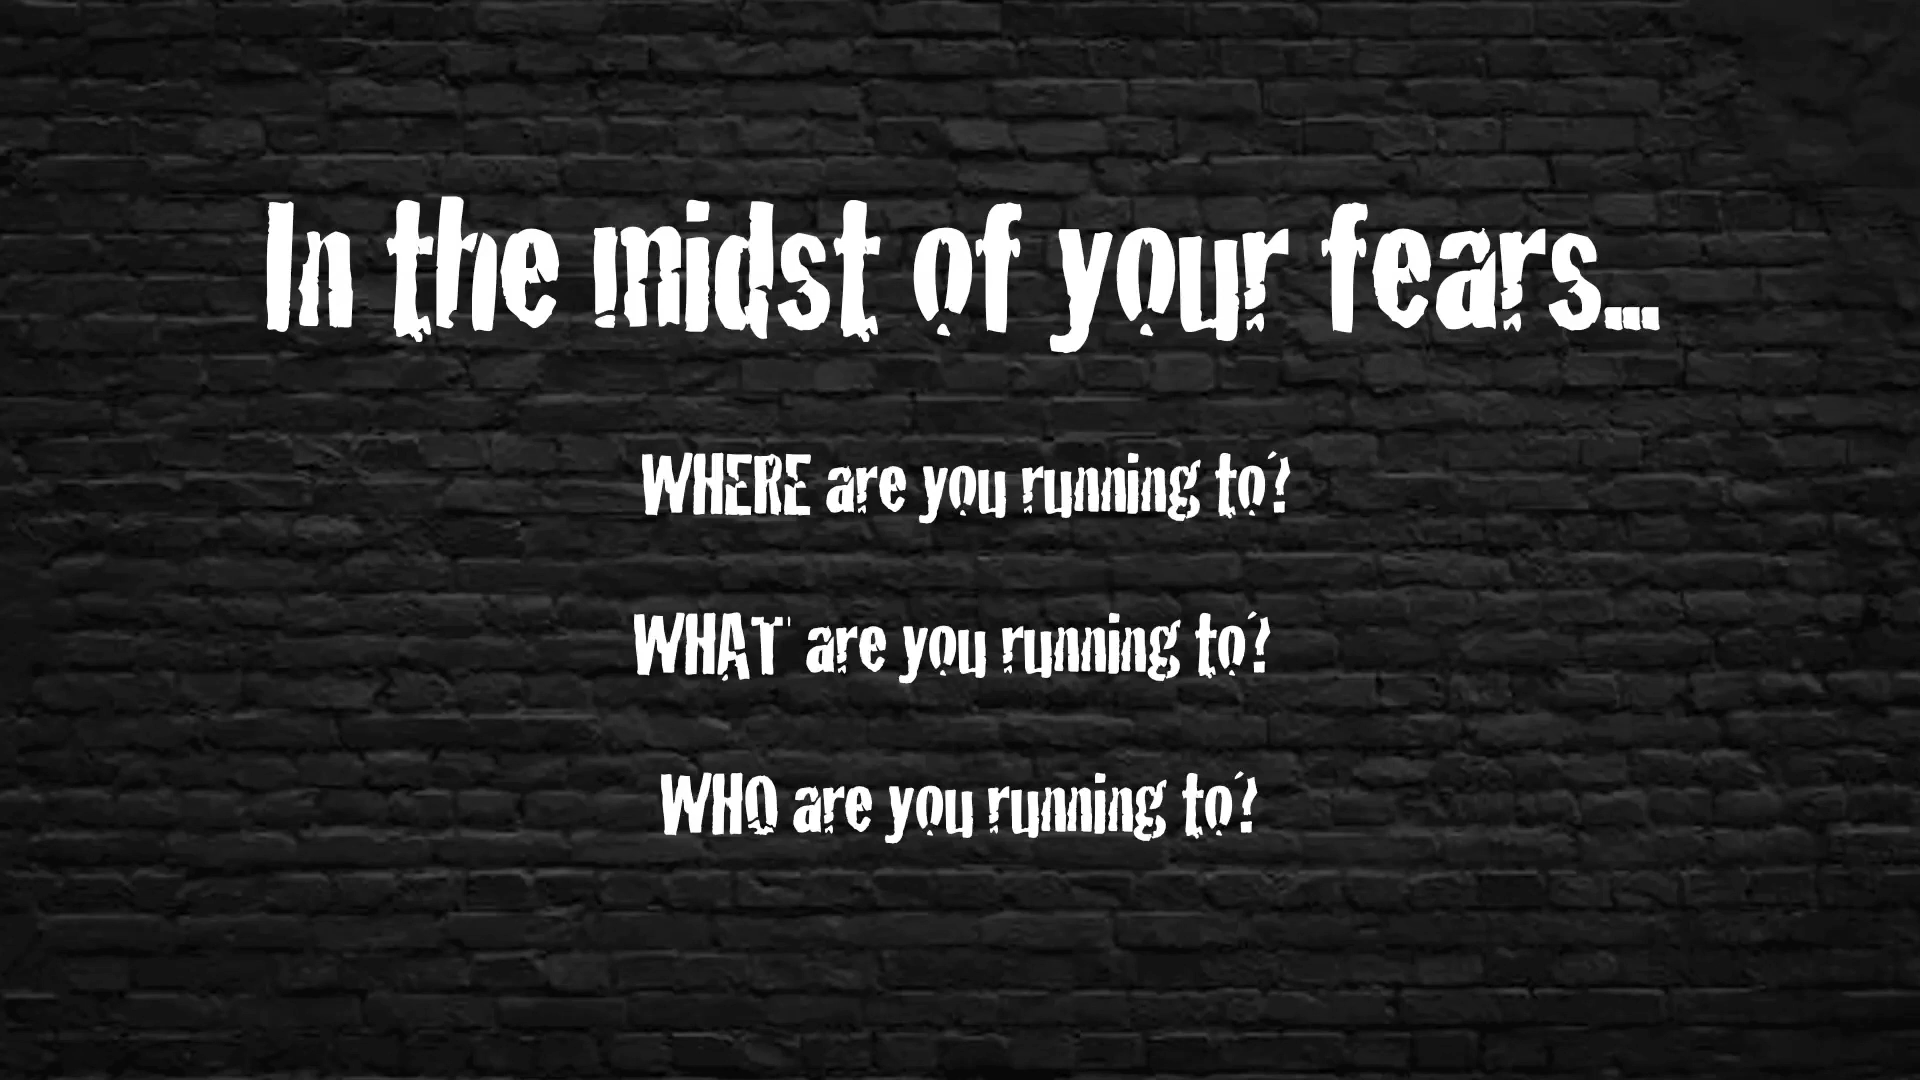 In the midst of your fears...
WHERE are you running to?
WHAT are you running to?
WHO are you running to?